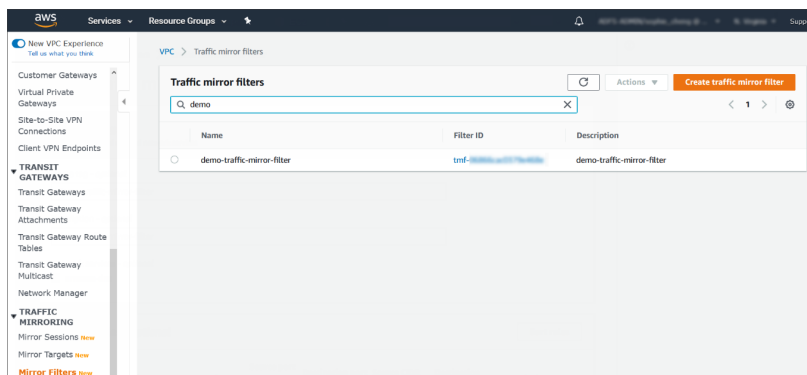 aws Services Resource Groups Supp
New VPC Experience
Tell us what you think
Customer Gateways
Virtual Private
Gateways
Site-to-Site VPN
Connections
Client VPN Endpoints
TRANSIT
GATEWAYS
Transit Gateways
Transit Gateway
Attachments
Transit Gateway Route
Tables
Transit Gateway
Multicast
Network Manager
TRAFFIC
MIRRORING
Mirror Sessions New
Mirror Targets New
Mirror Filters New
VPC > Traffic mirror filters
Traffic mirror filters Actions Create traffic mirror filter
demo 1
Name Filter ID Description
demo-traffic-mirror-filter tmf- demo-traffic-mirror-filter